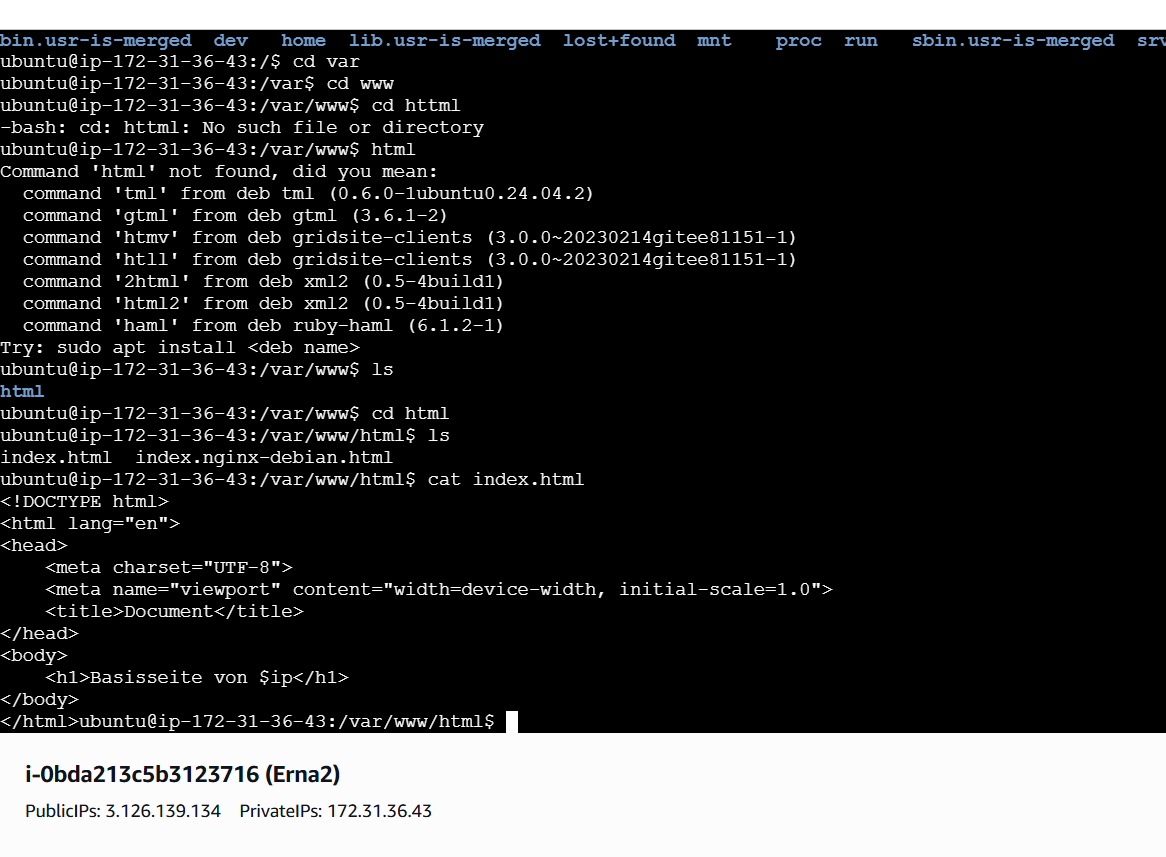 bin.usr-is-merged  dev   home  lib.usr-is-merged  lost+found  mnt    proc  run   sbin.usr-is-merged  srv
ubuntu@ip-172-31-36-43:/$ cd var
ubuntu@ip-172-31-36-43:/var$ cd www
ubuntu@ip-172-31-36-43:/var/www$ cd httml
-bash: cd: httml: No such file or directory
ubuntu@ip-172-31-36-43:/var/www$ html
Command 'html' not found, did you mean:
  command 'tml' from deb tml (0.6.0-1ubuntu0.24.04.2)
  command 'gtml' from deb gtml (3.6.1-2)
  command 'htmv' from deb gridsite-clients (3.0.0~20230214gitee81151-1)
  command 'htll' from deb gridsite-clients (3.0.0~20230214gitee81151-1)
  command '2html' from deb xml2 (0.5-4build1)
  command 'html2' from deb xml2 (0.5-4build1)
  command 'haml' from deb ruby-haml (6.1.2-1)
Try: sudo apt install <deb name>
ubuntu@ip-172-31-36-43:/var/www$ ls
html
ubuntu@ip-172-31-36-43:/var/www$ cd html
ubuntu@ip-172-31-36-43:/var/www/html$ ls
index.html  index.nginx-debian.html
ubuntu@ip-172-31-36-43:/var/www/html$ cat index.html
<!DOCTYPE html>
<html lang="en">
<head>
    <meta charset="UTF-8">
    <meta name="viewport" content="width=device-width, initial-scale=1.0">
    <title>Document</title>
</head>
<body>
    <h1>Basisseite von $ip</h1>
</body>
</html>ubuntu@ip-172-31-36-43:/var/www/html$
i-0bda213c5b3123716 (Erna2)
PublicIPs: 3.126.139.134    PrivateIPs: 172.31.36.43